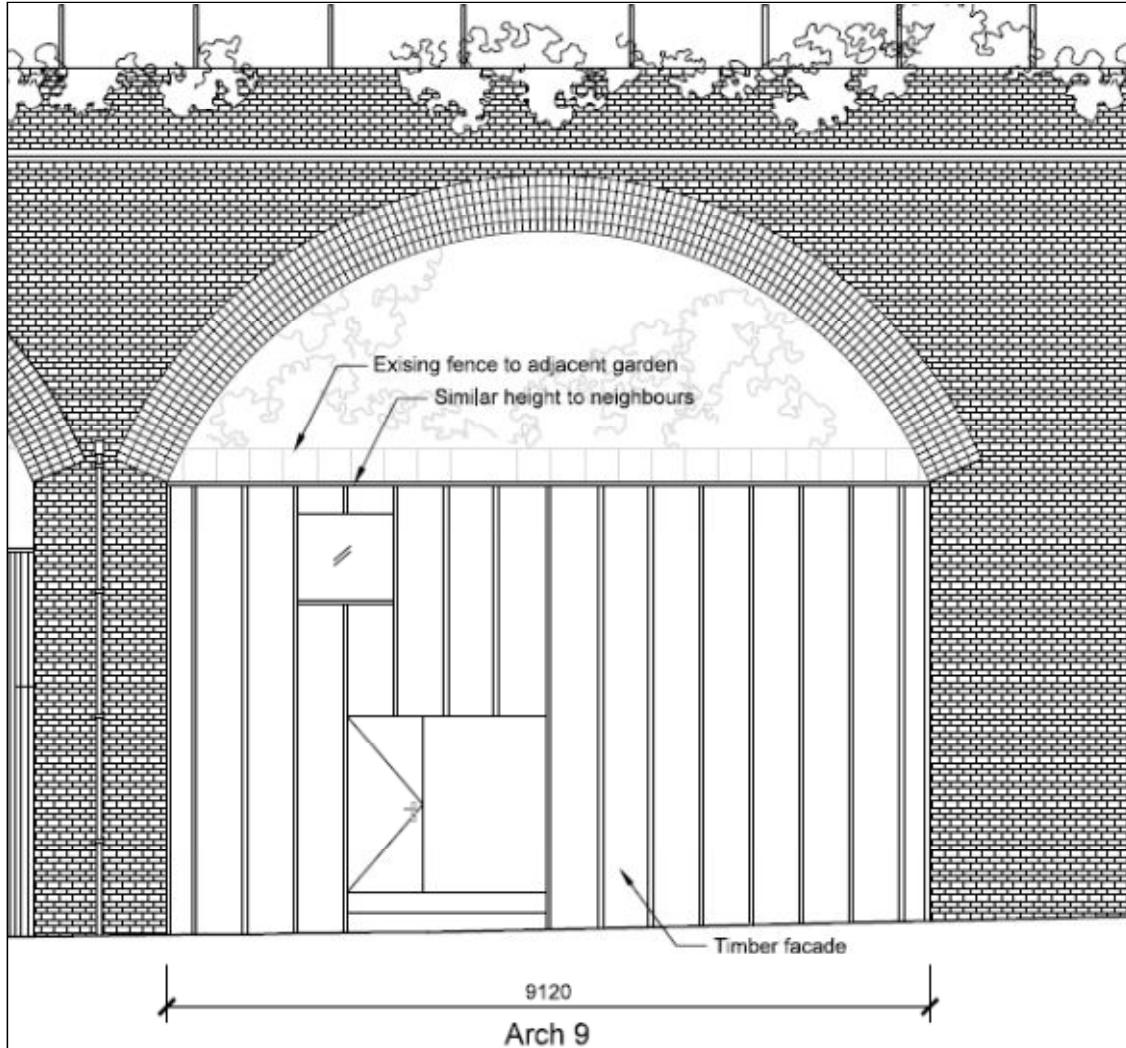 Exising fence to adjacent garden
Similar height to neighbours
Timber facade
9120
Arch 9